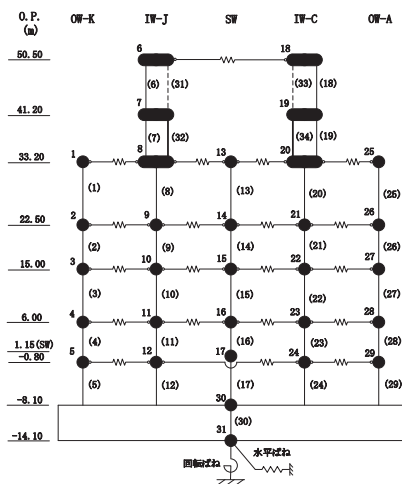 O.P. OW-K IW-J SW IW-C OW-A
(m)
50.50 6 18
(6) (31) (33) (18)
41.20 7 19
(7) (32) (34) (19)
33.20 1 8 13 20 25
(1) (8) (13) (20) (25)
22.50 2 9 14 21 26
(2) (9) (14) (21) (26)
15.00 3 10 15 22 27
(3) (10) (15) (22) (27)
6.00 4 11 16 23 28
(4) (11) (16) (23) (28)
1.15(SW) 17
-0.80 5 12 24 29
(5) (12) (17) (24) (29)
-8.10 30
(30)
-14.10 31
水平ばね
回転ばね